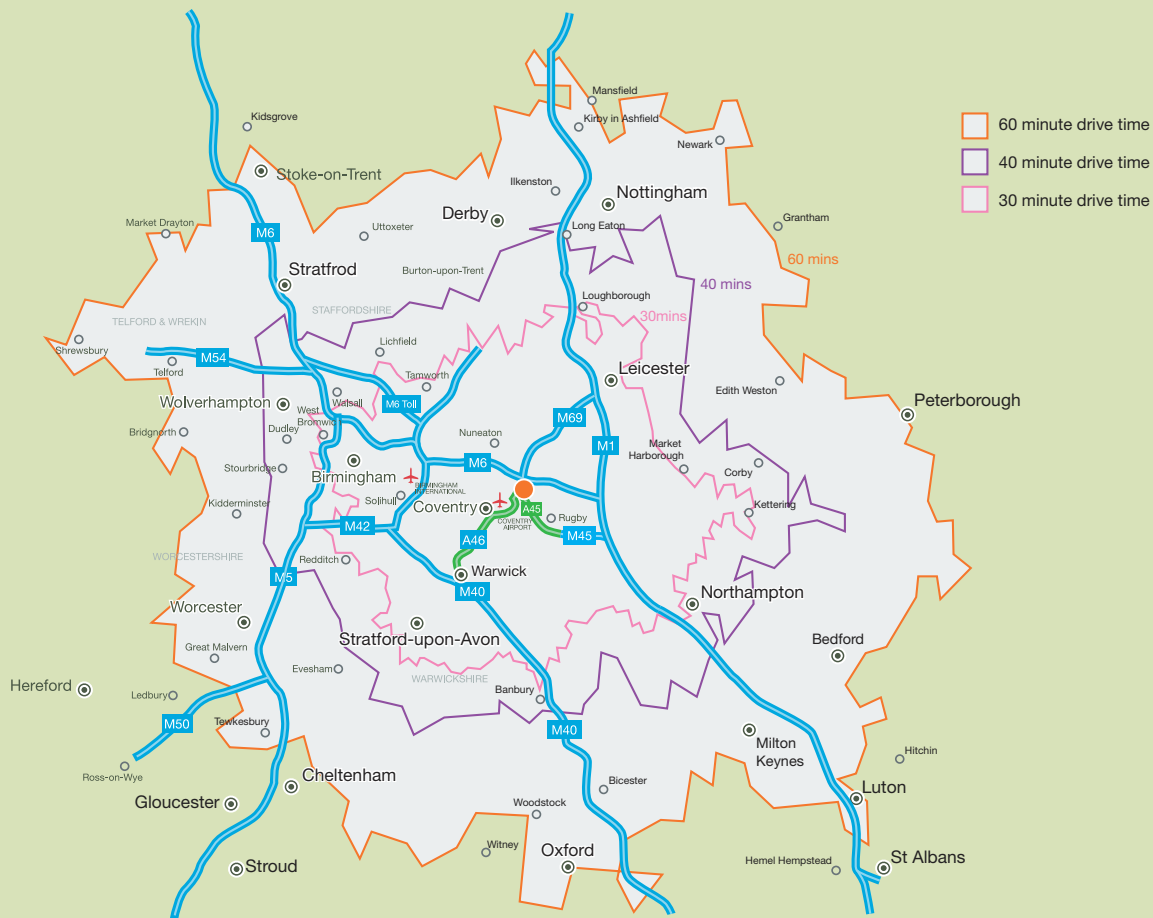 Mansfield
Kidsgrove
Kirby in Ashfield
60 minute drive time
Newark
40 minute drive time
Stoke-on-Trent
Ilkenston
Nottingham
30 minute drive time
Derby
Market Drayton
Uttoxeter
Long Eaton
Grantham
M6
60 mins
Stratfrod
Burton-upon-Trent
40 mins
Loughborough
STAFFORDSHIRE
30mins
TELFORD & WREKIN
Shrewsbury
M54
Lichfield
Telford
Leicester
Tamworth
Edith Weston
Wolverhampton
Walsall
M6 Toll
Peterborough
West
Bromwic
M69
Dudley
Bridgnorth
Nuneaton
M1
Market
Harborough
Stourbridge
M6
Corby
Birmingham
BIRMINGHAM
INTERNATIONAL
Solihull
Kidderminster
Coventry
A45
Kettering
COVENTRY
AIRPORT
Rugby
M42
A46
M45
WORCESTERSHIRE
Redditch
Warwick
M5
M40
Northampton
Worcester
Stratford-upon-Avon
Bedford
Great Malvern
Evesham
WARWICKSHIRE
Hereford
Ledbury
Banbury
M50
Tewkesbury
M40
Milton
Keynes
Hitchin
Ross-on-Wye
Cheltenham
Bicester
Luton
Gloucester
Woodstock
Witney
Oxford
Hemel Hempstead
St Albans
Stroud